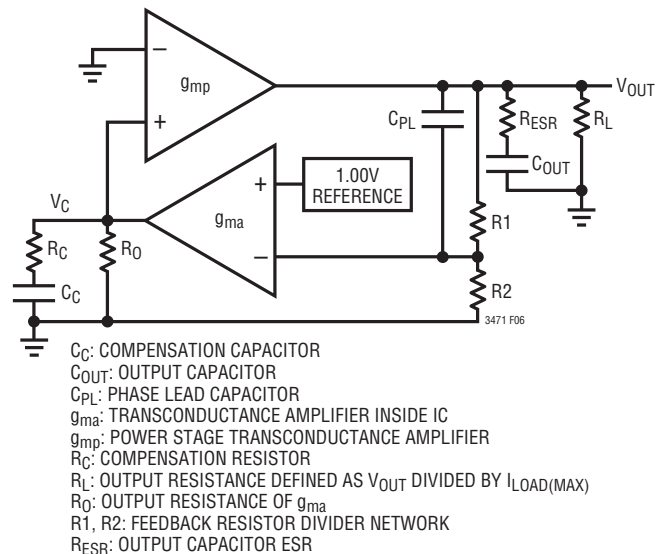 −
gmp
+
VOUT
CPL
RESR
RL
COUT
1.00V
REFERENCE
+
gma
−
VC
RC
RO
CC
R1
R2
3471 F06
CC: COMPENSATION CAPACITOR
COUT: OUTPUT CAPACITOR
CPL: PHASE LEAD CAPACITOR
gma: TRANSCONDUCTANCE AMPLIFIER INSIDE IC
gmp: POWER STAGE TRANSCONDUCTANCE AMPLIFIER
RC: COMPENSATION RESISTOR
RL: OUTPUT RESISTANCE DEFINED AS VOUT DIVIDED BY ILOAD(MAX)
RO: OUTPUT RESISTANCE OF gma
R1, R2: FEEDBACK RESISTOR DIVIDER NETWORK
RESR: OUTPUT CAPACITOR ESR